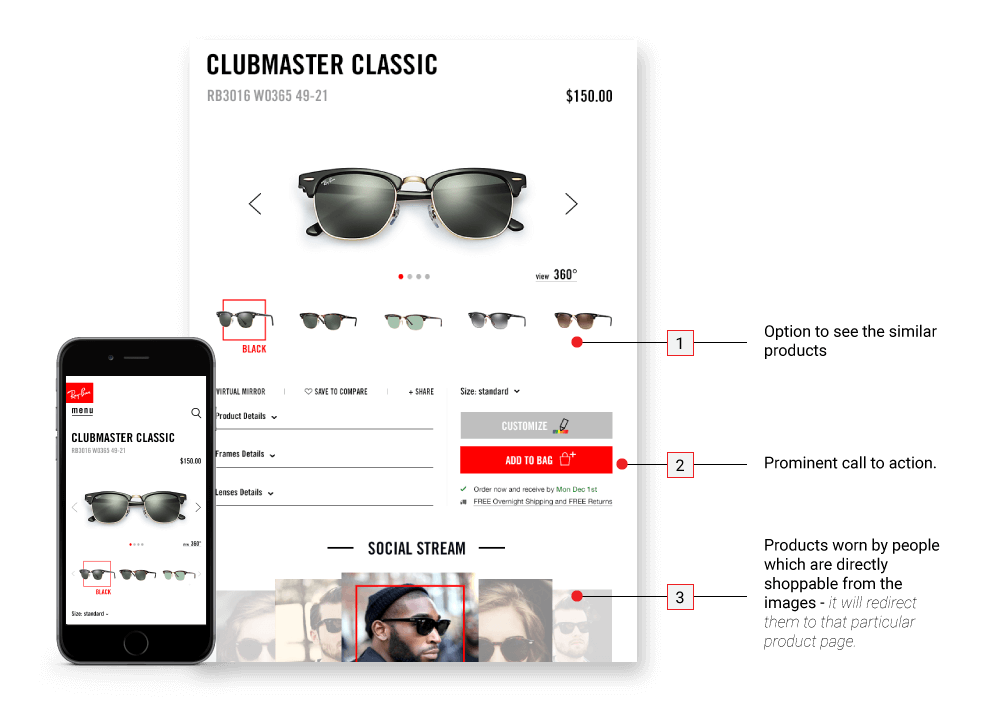 CLUBMASTER CLASSIC
RB3016 W0365 49-21
$150.00
Ray-Ban
view 360°
BLACK
VIRTUAL MIRROR
SAVE TO COMPARE
+ SHARE
Size: standard
Product Details
CUSTOMIZE
Frames Details
ADD TO BAG
Lenses Details
Order now and receive by Mon Dec 1st
FREE Overnight Shipping and FREE Returns
SOCIAL STREAM
Ray-Ban
menu
CLUBMASTER CLASSIC
RB3016 W0365 49-21
$150.00
view 360°
BLACK
Size: standard
1
Option to see the similar
products
2
Prominent call to action.
3
Products worn by people
which are directly
shoppable from the
images - it will redirect
them to that particular
product page.